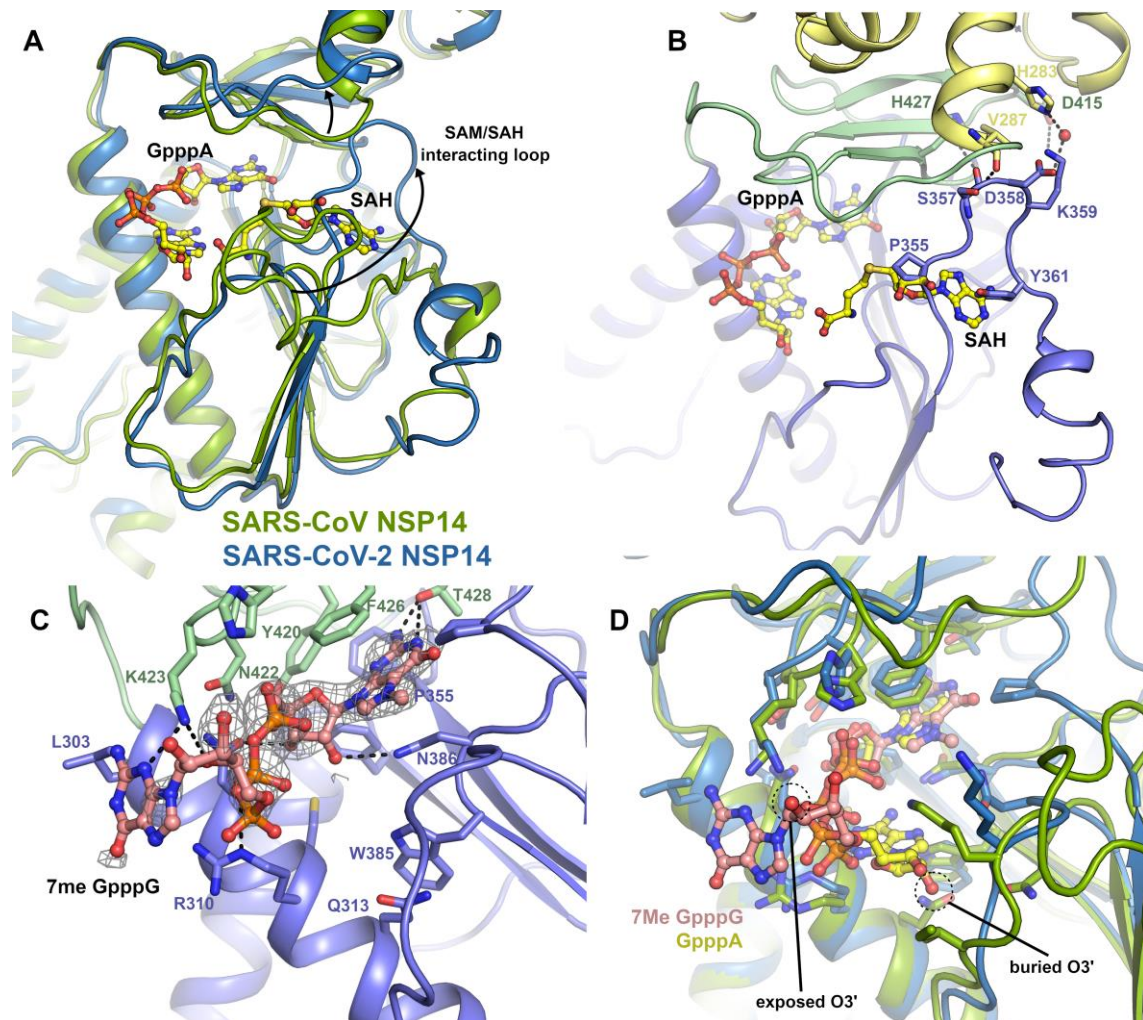 A
GpppA
SAM/SAH
interacting loop
SAH
SARS-CoV NSP14
SARS-CoV-2 NSP14
B
H283
H427
D415
V287
GpppA
S357
D358
K359
P355
Y361
SAH
C
F426
T428
Y420
K423
N422
P355
L303
N386
W385
7me GpppG
R310
Q313
D
7Me GpppG
GpppA
buried O3'
exposed O3'